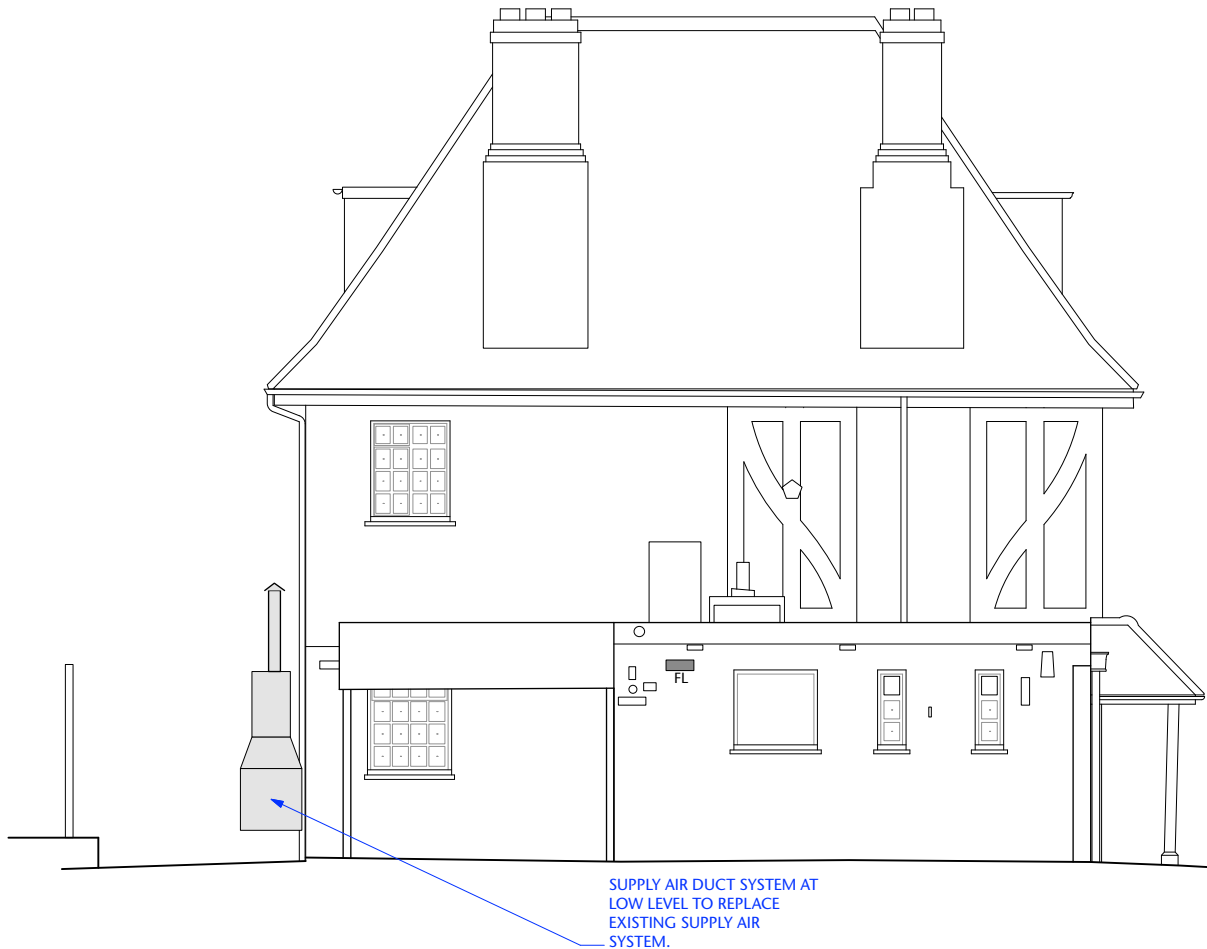 FL
SUPPLY AIR DUCT SYSTEM AT
LOW LEVEL TO REPLACE
EXISTING SUPPLY AIR
SYSTEM.